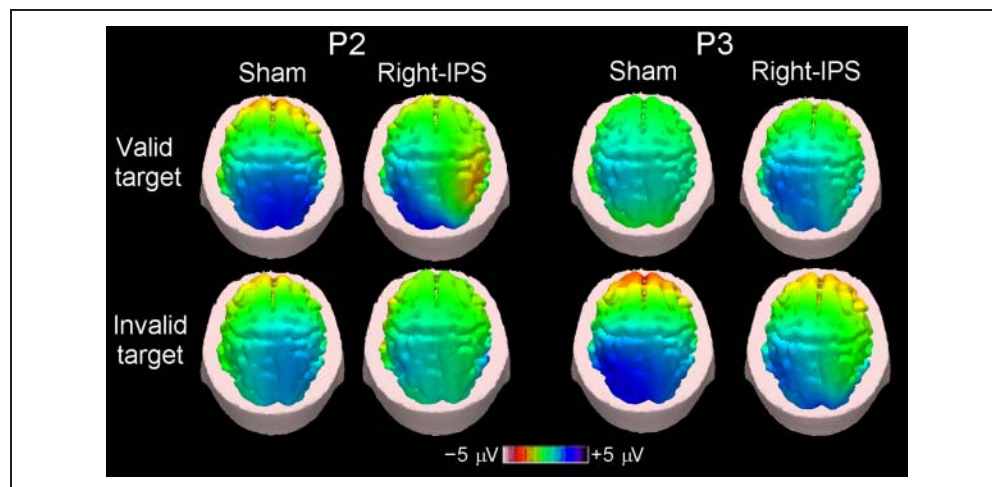 P2 P3
Sham Right-IPS Sham Right-IPS
Valid
target
Invalid
target
−5 μV +5 μV